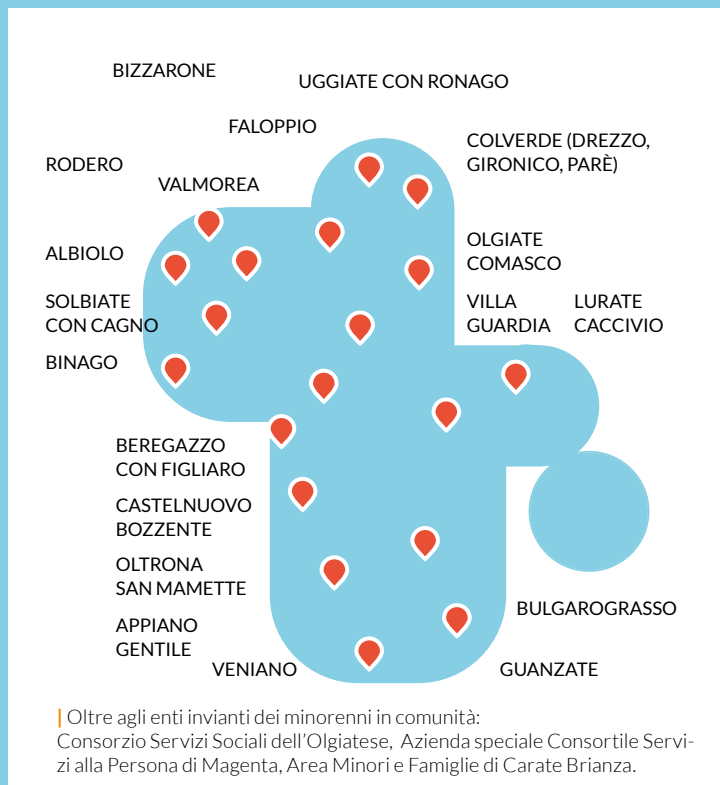 BIZZARONE
UGGIATE CON RONAGO
FALOPPIO
COLVERDE (DREZZO,
GIRONICO, PARÈ)
RODERO
VALMOREA
OLGIATE
COMASCO
ALBIOLO
SOLBIATE
CON CAGNO
VILLA
GUARDIA
LURATE
CACCIVIO
BINAGO
BEREGAZZO
CON FIGLIARO
CASTELNUOVO
BOZZENTE
OLTRONA
SAN MAMETTE
APPIANO
GENTILE
BULGAROGRASSO
VENIANO
GUANZATE
| Oltre agli enti invianti dei minorenni in comunità:
Consorzio Servizi Sociali dell'Olgiatese, Azienda speciale Consortile Servi-
zi alla Persona di Magenta, Area Minori e Famiglie di Carate Brianza.